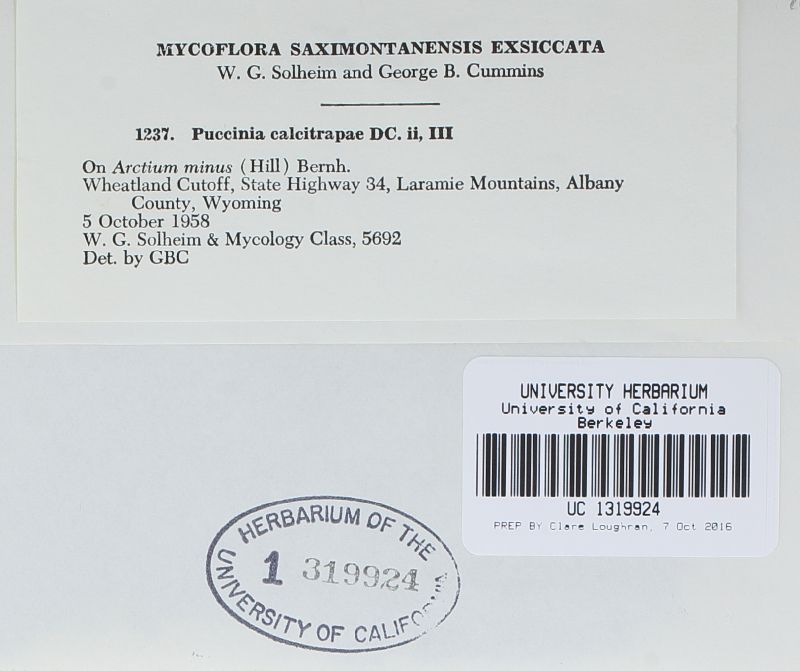 MYCOFLORA SAXIMONTANENSIS EXSICCATA
W. G. Solheim and George B. Cummins
1237. Puccinia calcitrapae DC. ii, III
On Arctium minus (Hill) Bernh.
Wheatland Cutoff, State Highway 34, Laramie Mountains, Albany
County, Wyoming
5 October 1958
W. G. Solheim & Mycology Class, 5692
Det. by GBC
UNIVERSITY HERBARIUM
University of California
Berkeley
UC 1319924
PREP BY Clare Loughran, 7 Oct 2016
HERBARIUM OF THE
1 319924
UNIVERSITY OF CALIFORNIA